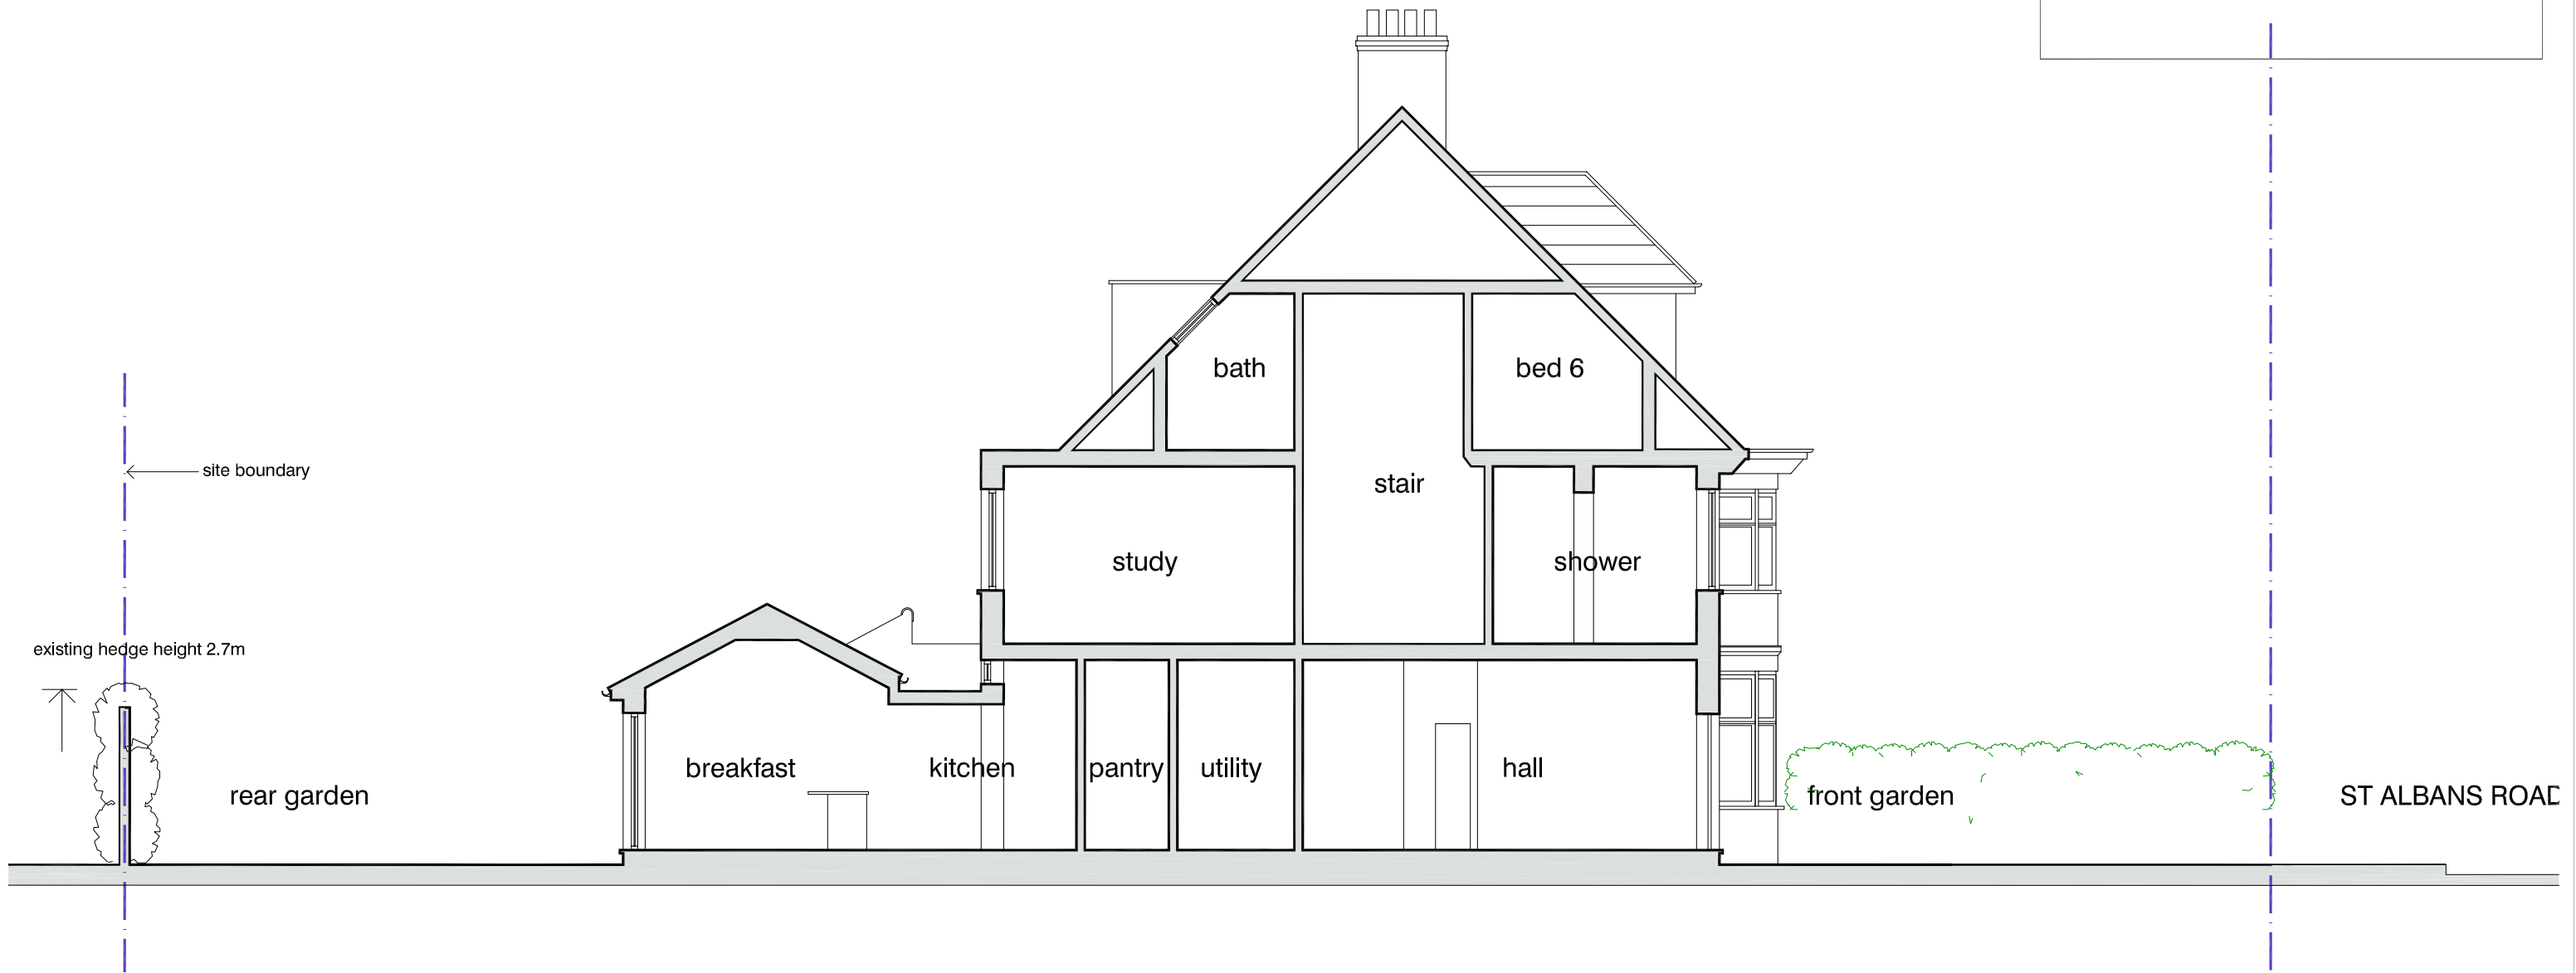 bath
bed 6
site boundary
stair
study
shower
existing hedge height 2.7m
breakfast
kitchen
pantry
utility
hall
rear garden
front garden
ST ALBANS ROAD